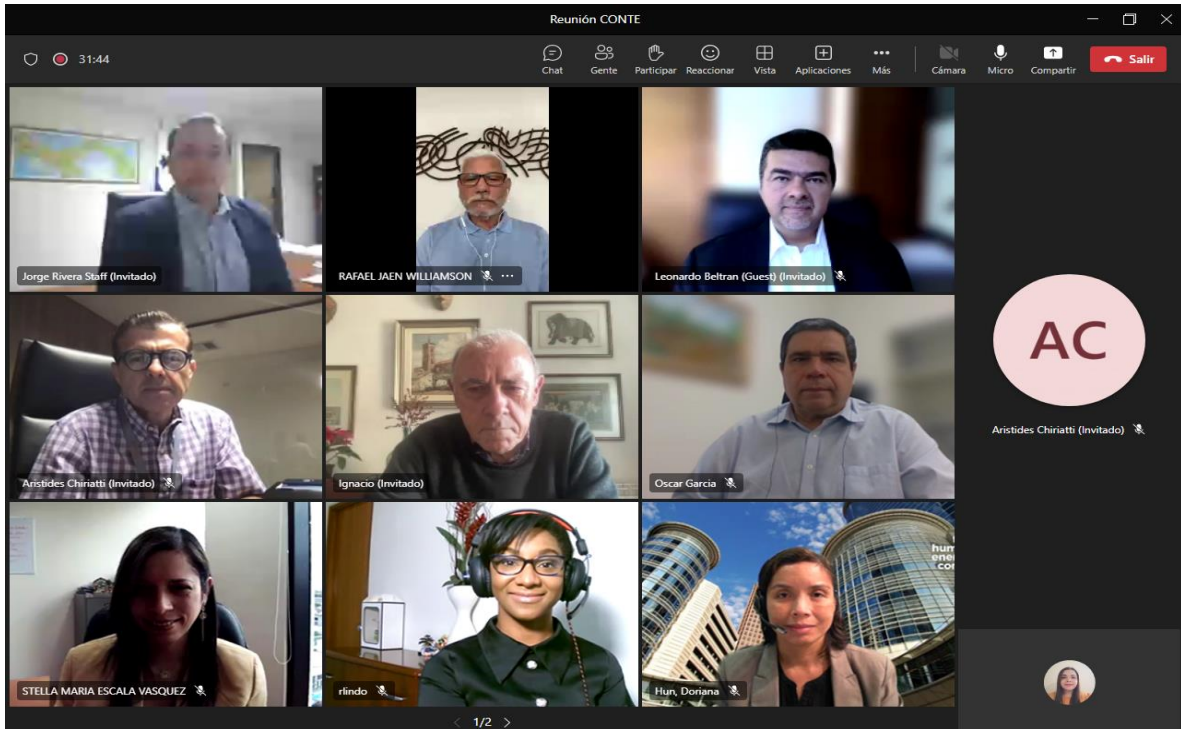 Reunión CONTE
31:44
Chat
Gente
Participar
Reaccionar
Vista
Aplicaciones
Más
Cámara
Micro
Compartir
Salir
Jorge Rivera Staff (Invitado)
RAFAEL JAEN WILLIAMSON
Leonardo Beltran (Guest) (Invitado)
AC
Aristides Chiriatti (Invitado)
Aristides Chiriatti (Invitado)
Ignacio (Invitado)
Oscar Garcia
STELLA MARIA ESCALA VASQUEZ
rlindo
Hun, Doriana
1/2